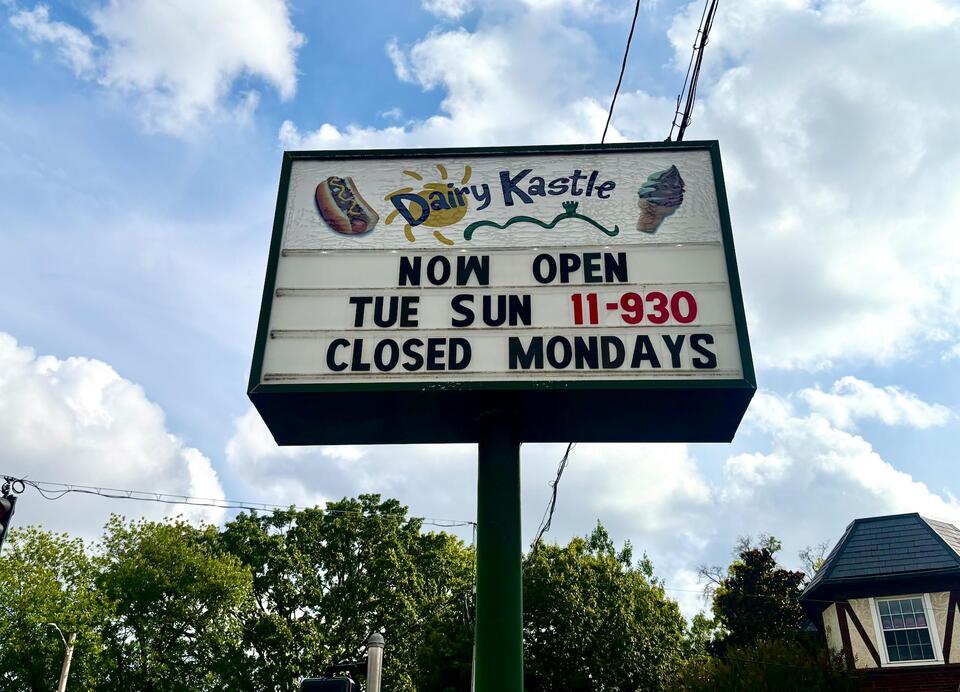 Dairy Kastle
NOW OPEN
TUE SUN 11-930
CLOSED MONDAYS